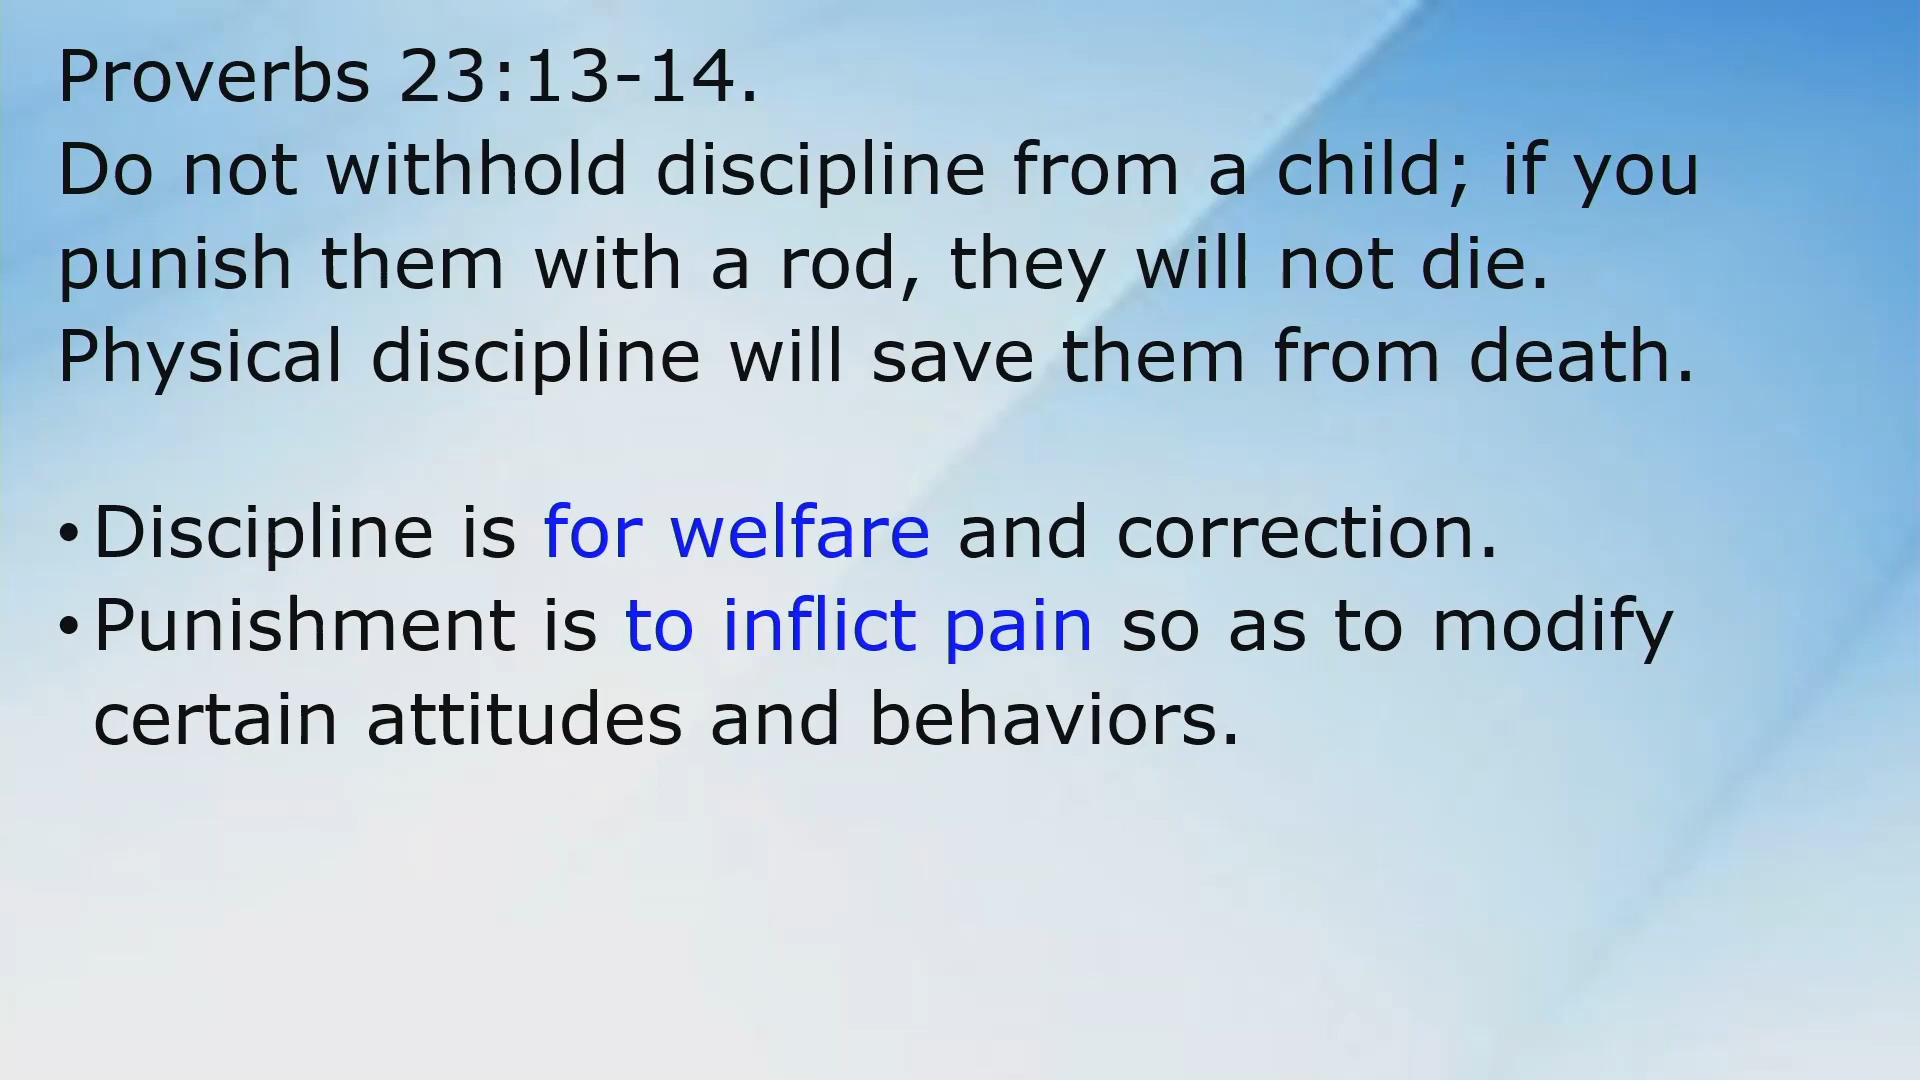 Proverbs 23:13-14.
Do not withhold discipline from a child; if you
punish them with a rod, they will not die.
Physical discipline will save them from death.
• Discipline is for welfare and correction.
• Punishment is to inflict pain so as to modify
certain attitudes and behaviors.